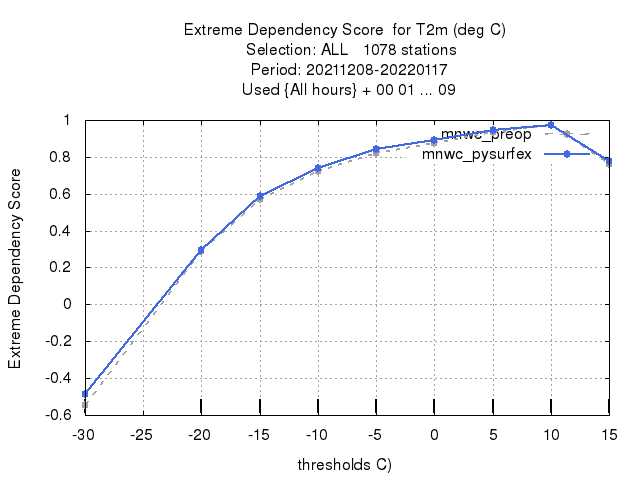 Extreme Dependency Score  for T2m (deg C)
Selection: ALL   1078 stations
Period: 20211208-20220117
Used {All hours} + 00 01 ... 09
Extreme Dependency Score
1
0.8
0.6
0.4
0.2
0
-0.2
-0.4
-0.6
mnwc_preop
mnwc_pysurfex
-30 -25 -20 -15 -10 -5 0 5 10 15
thresholds C)